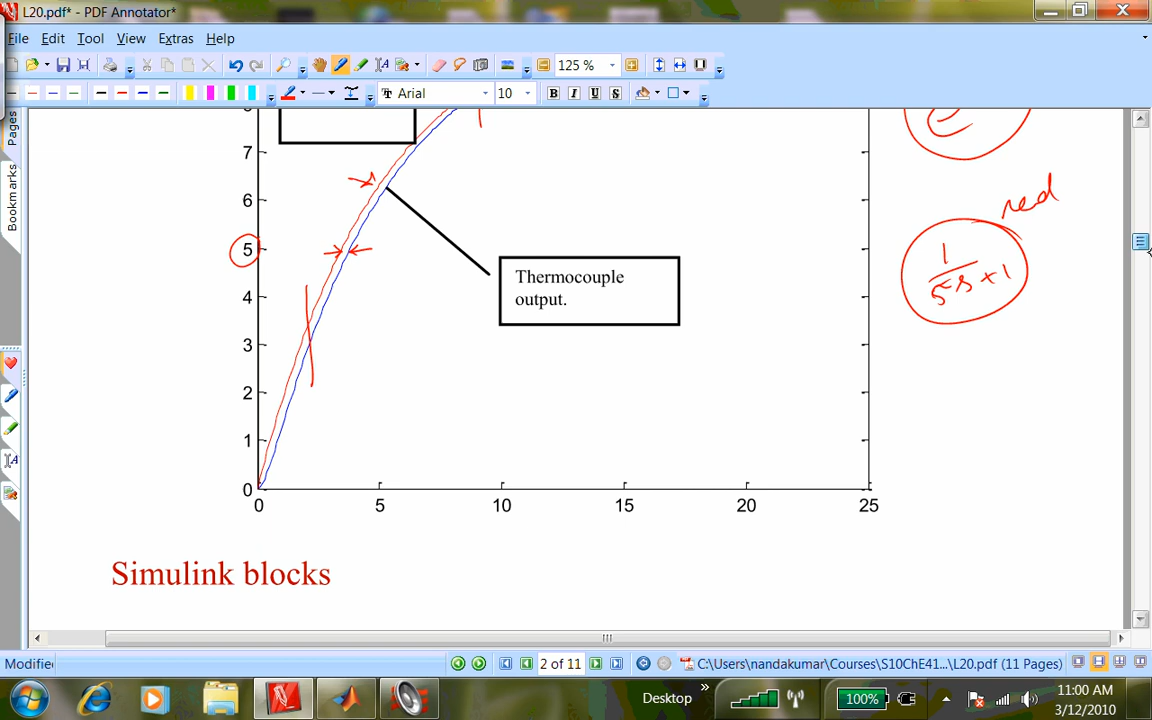 L20.pdf* - PDF Annotator*
File Edit Tool View Extras Help
125 %
Arial 10 B I U S
Pages
Bookmarks
7
6
5
4
3
2
1
0
0 5 10 15 20 25
Thermocouple
output.
red
1
5s+1
Simulink blocks
Modified 2 of 11 C:\Users\nandakumar\Courses\S10ChE41...\L20.pdf (11 Pages)
Desktop » 100% 11:00 AM
3/12/2010